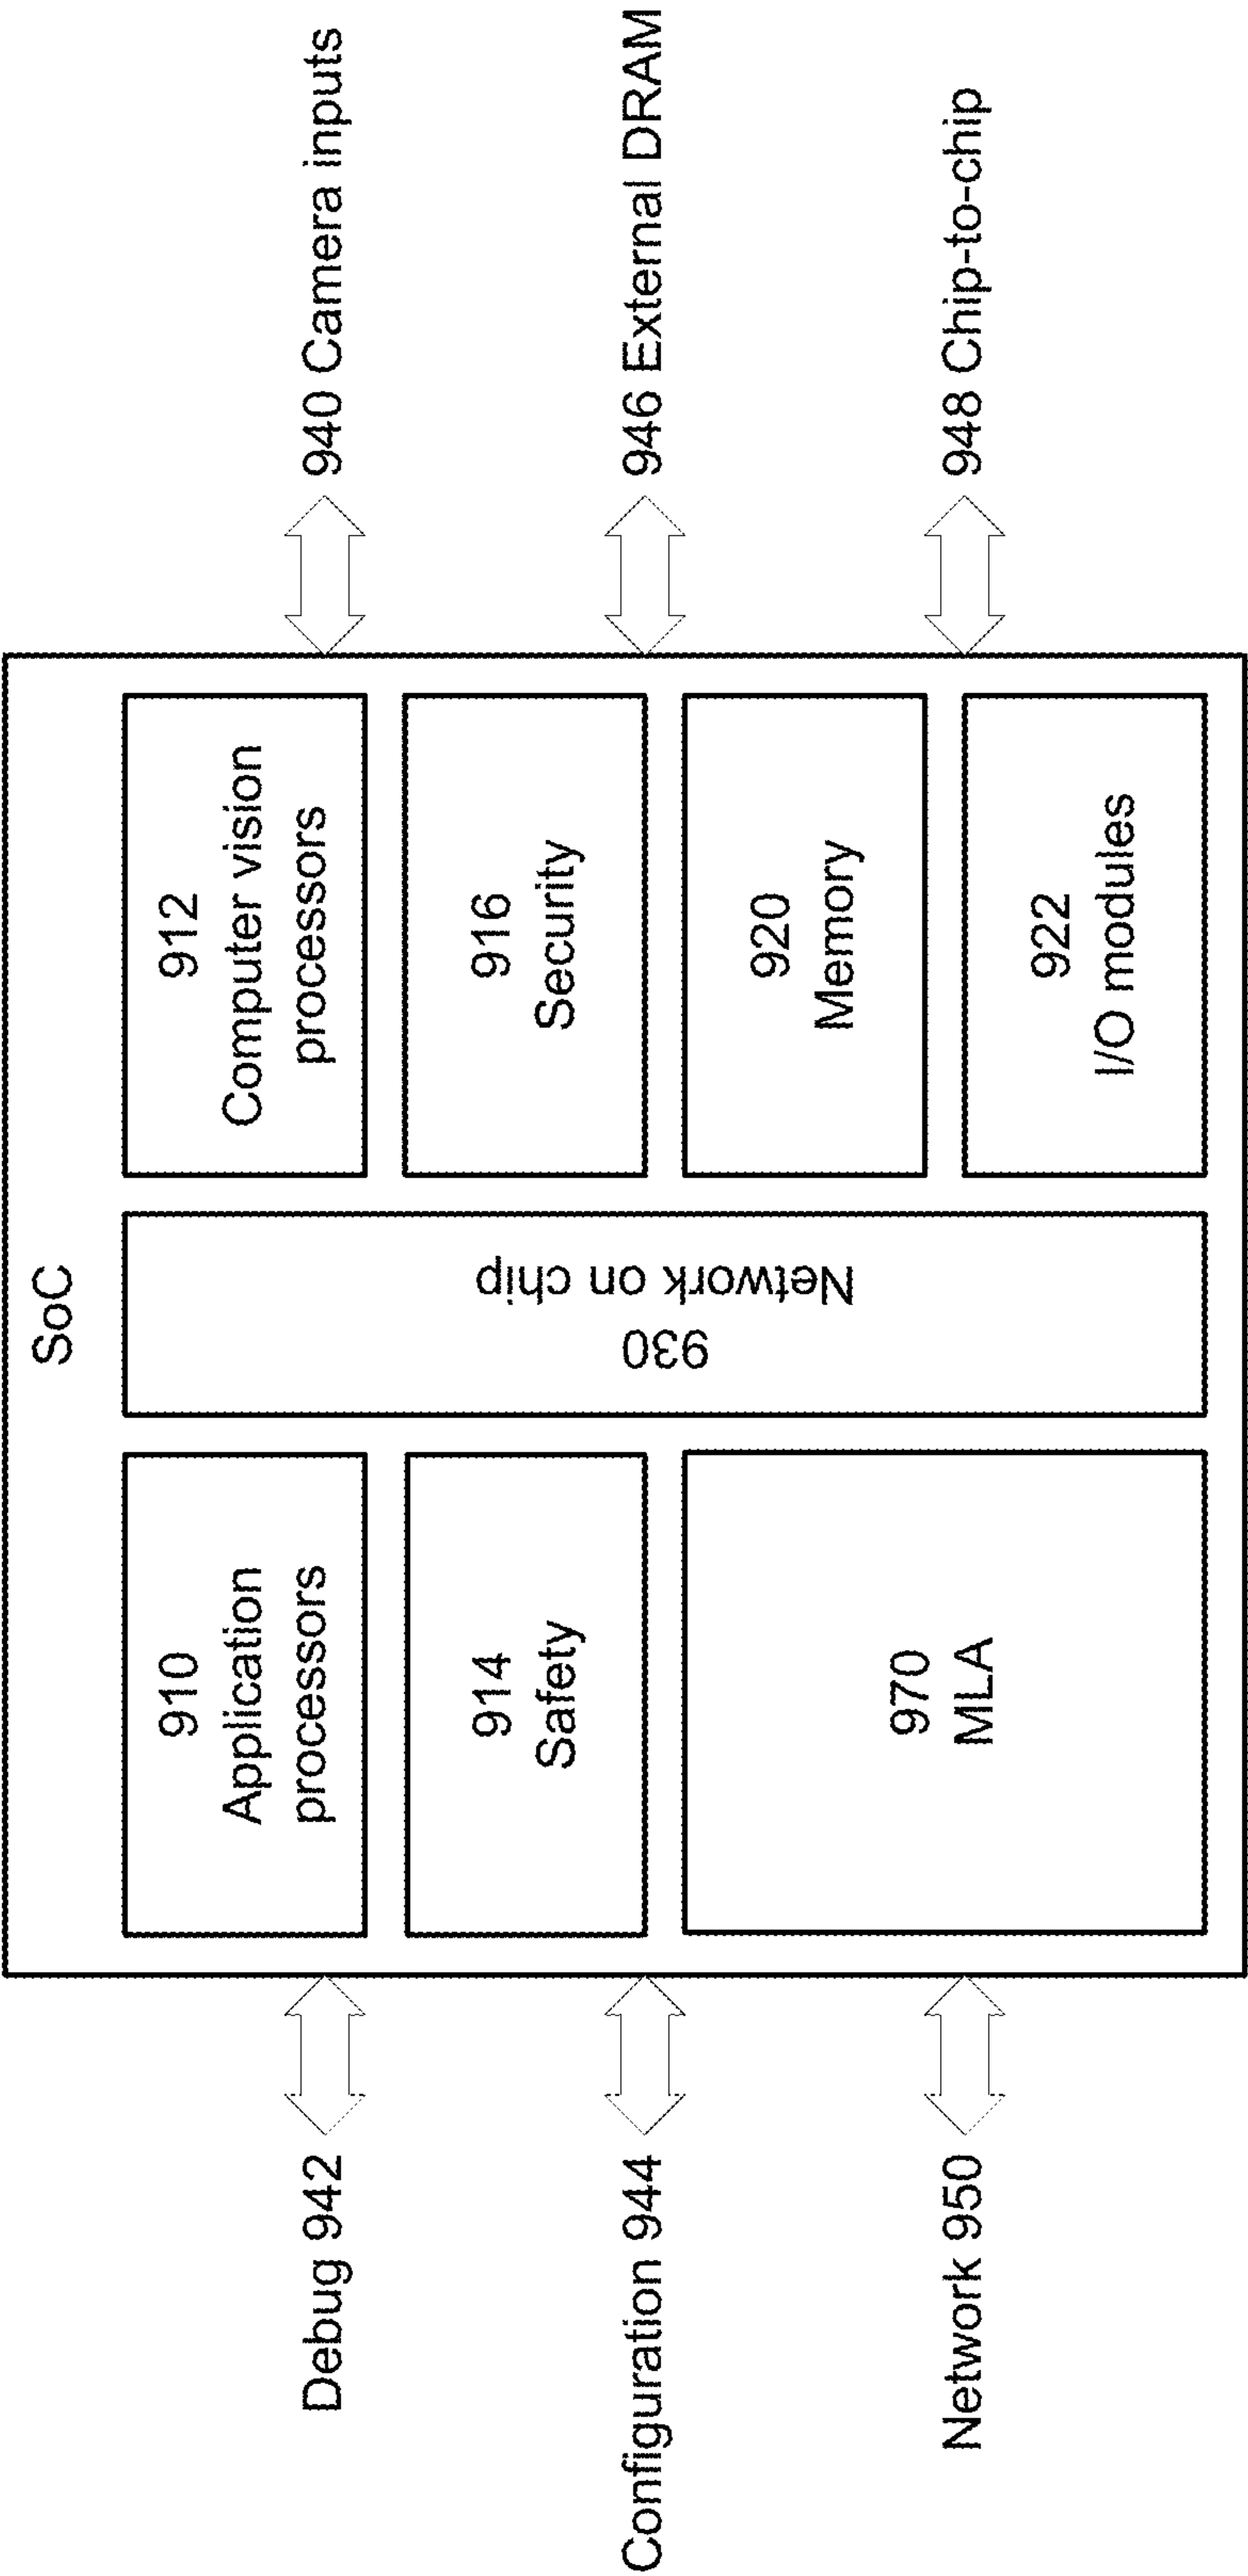 SoC
Debug 942
Configuration 944
Network 950
910
Application
processors
914
Safety
970
MLA
930
Network on chip
912
Computer vision
processors
916
Security
920
Memory
922
I/O modules
940 Camera inputs
946 External DRAM
948 Chip-to-chip